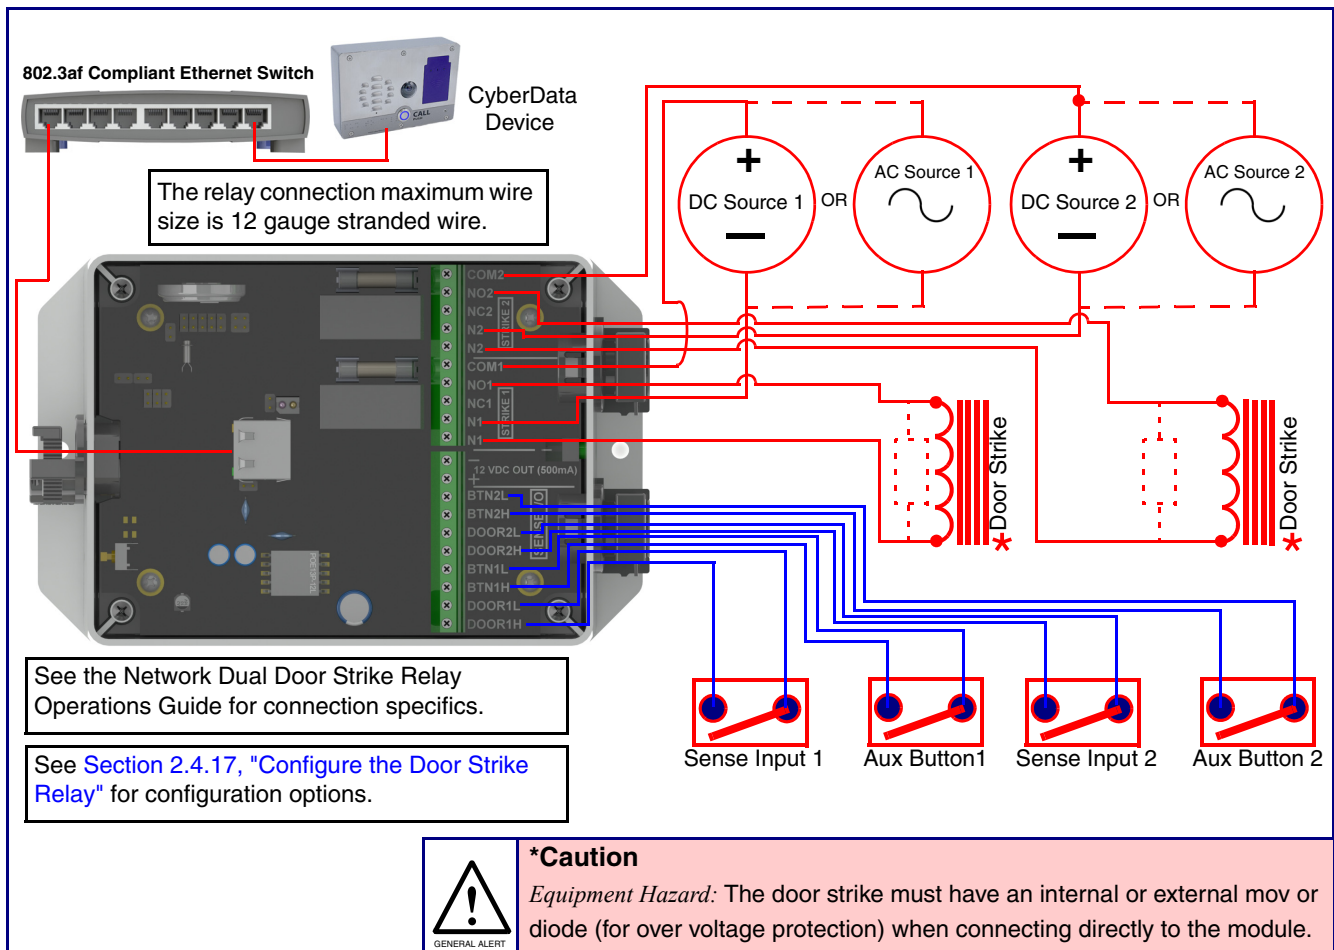 802.3af Compliant Ethernet Switch
CALL
CyberData
Device
The relay connection maximum wire
size is 12 gauge stranded wire.
+
DC Source 1
—
OR
AC Source 1
+
DC Source 2
—
OR
AC Source 2
COM2
NO2
NC2
N2
N2
STRIKE 2
COM1
NO1
NC1
N1
N1
STRIKE 1
−
+
12 VDC OUT (500mA)
BTN2L
BTN2H
DOOR2L
DOOR2H
BTN1L
BTN1H
DOOR1L
DOOR1H
SENSE I/O
POE13P-12L
*Door Strike
*Door Strike
Sense Input 1
Aux Button1
Sense Input 2
Aux Button 2
See the Network Dual Door Strike Relay
Operations Guide for connection specifics.
See Section 2.4.17, "Configure the Door Strike
Relay" for configuration options.
!
GENERAL ALERT
*Caution
Equipment Hazard: The door strike must have an internal or external mov or
diode (for over voltage protection) when connecting directly to the module.